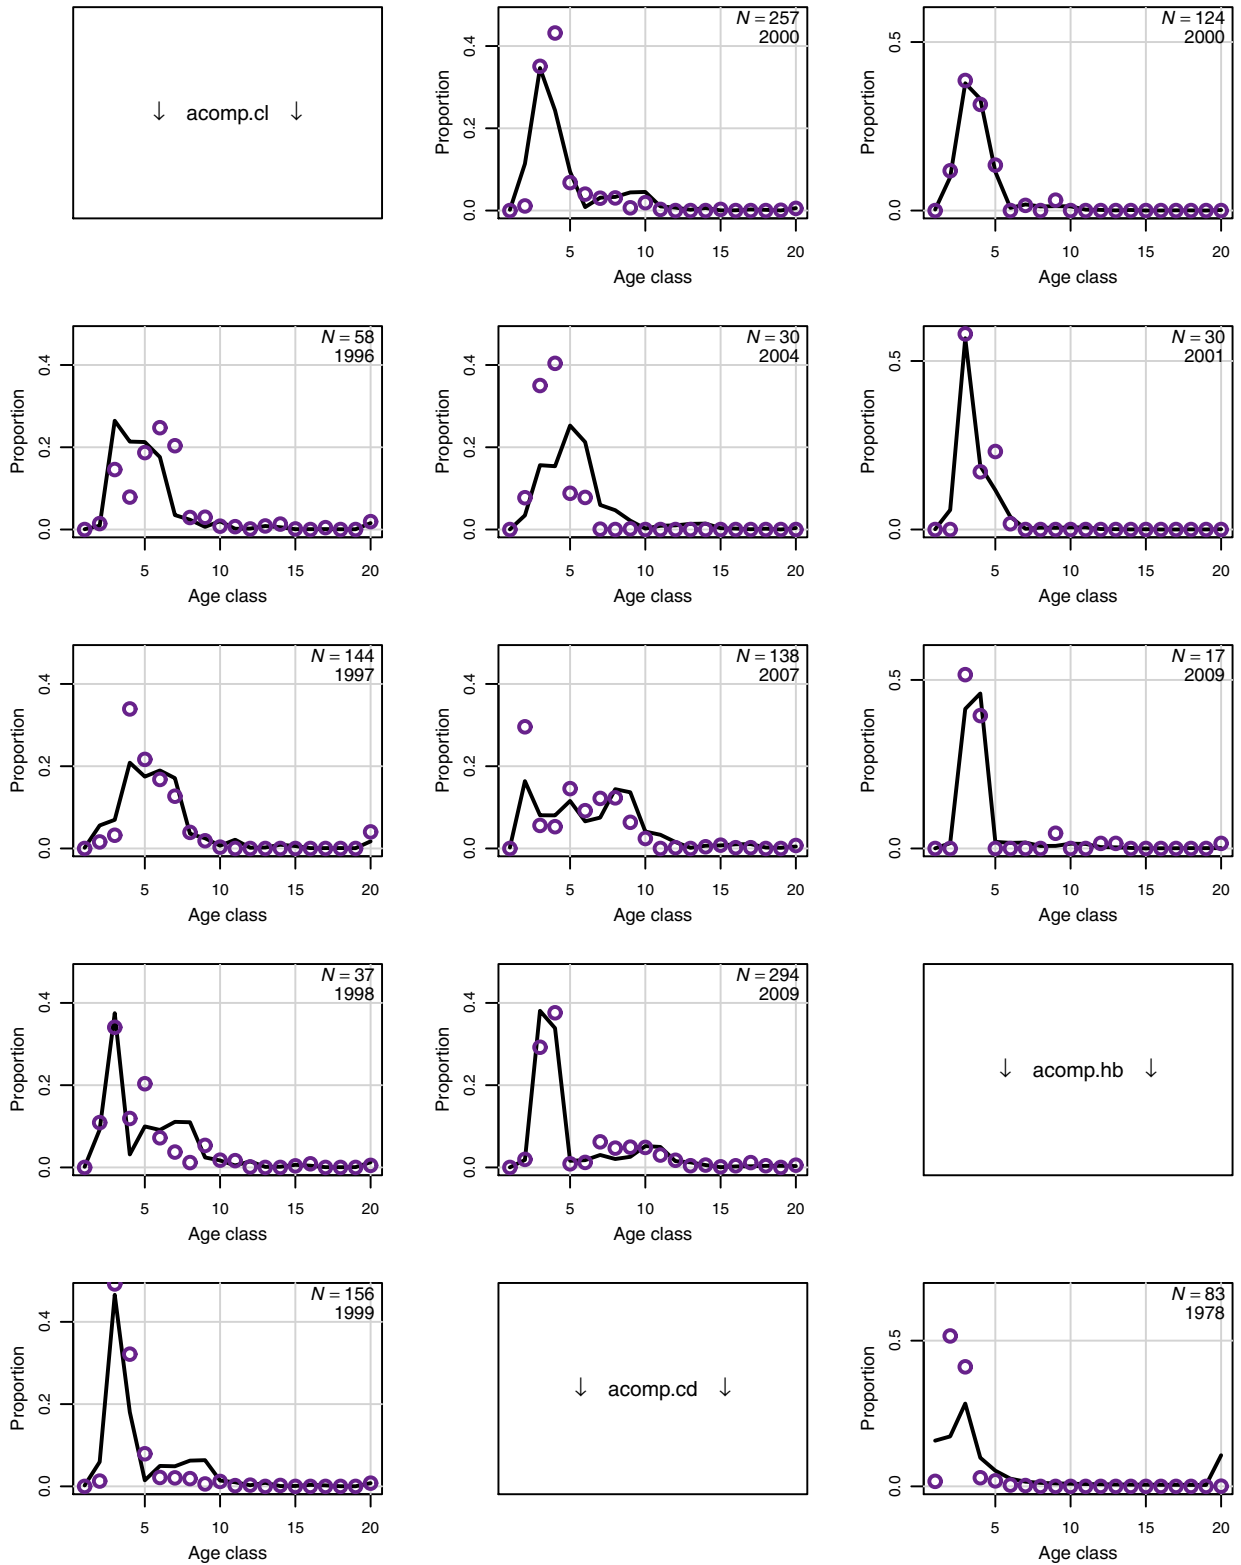 ↓ acomp.cl ↓
N = 257
2000
Proportion
0.0 0.2 0.4
5 10 15 20
Age class
N = 124
2000
Proportion
0.0 0.5
5 10 15 20
Age class
N = 58
1996
Proportion
0.0 0.2 0.4
5 10 15 20
Age class
N = 30
2004
Proportion
0.0 0.2 0.4
5 10 15 20
Age class
N = 30
2001
Proportion
0.0 0.5
5 10 15 20
Age class
N = 144
1997
Proportion
0.0 0.2 0.4
5 10 15 20
Age class
N = 138
2007
Proportion
0.0 0.2 0.4
5 10 15 20
Age class
N = 17
2009
Proportion
0.0 0.5
5 10 15 20
Age class
N = 37
1998
Proportion
0.0 0.2 0.4
5 10 15 20
Age class
N = 294
2009
Proportion
0.0 0.2 0.4
5 10 15 20
Age class
↓ acomp.hb ↓
N = 156
1999
Proportion
0.0 0.2 0.4
5 10 15 20
Age class
↓ acomp.cd ↓
N = 83
1978
Proportion
0.0 0.5
5 10 15 20
Age class